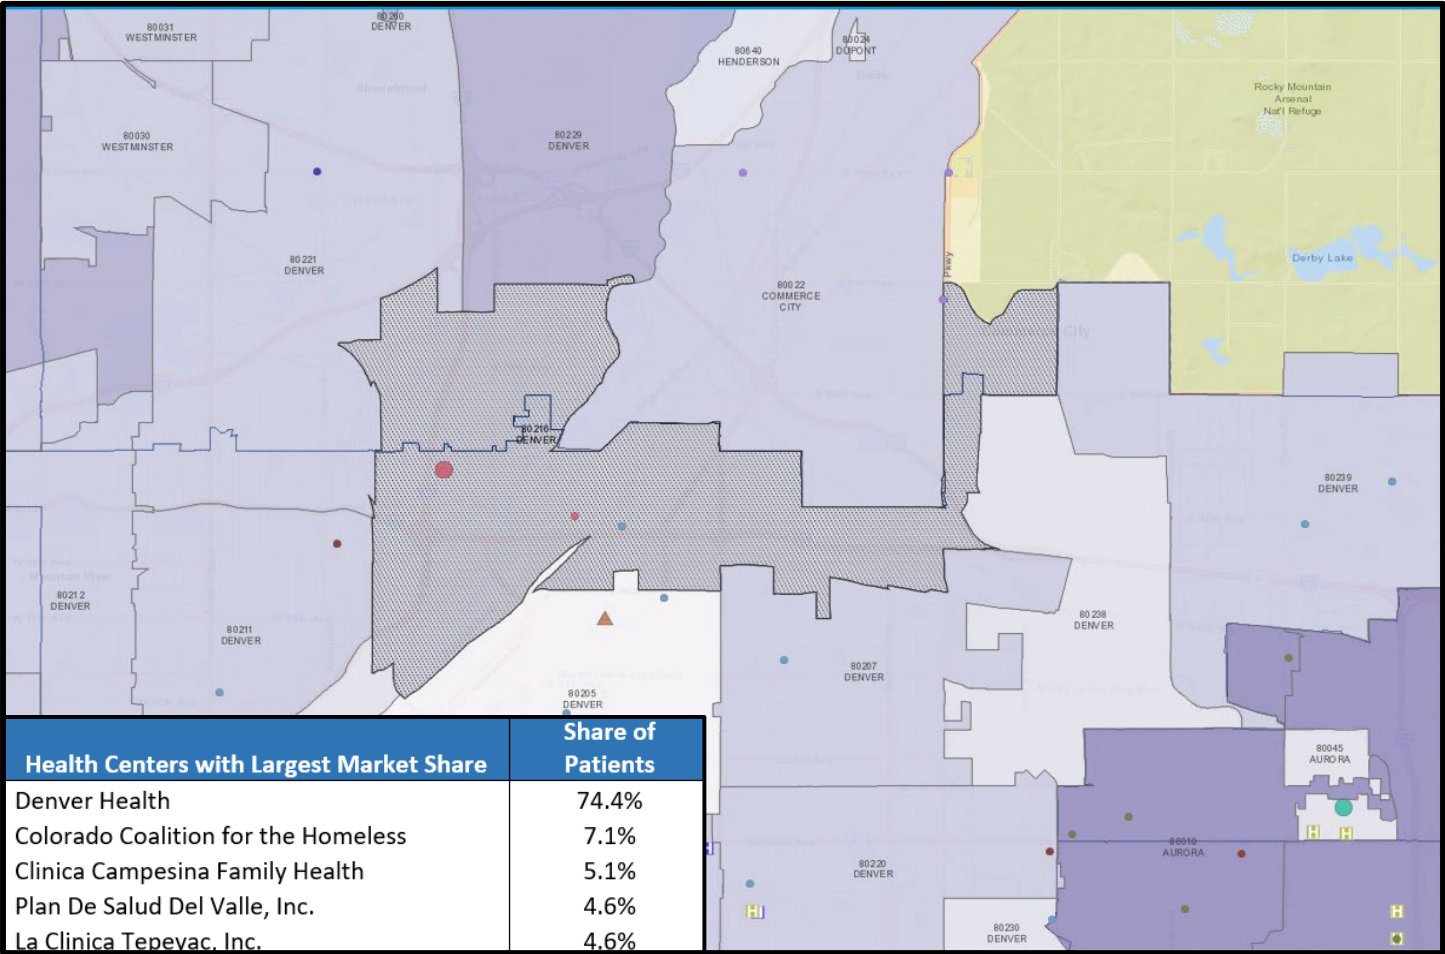 80031
WESTMINSTER
DENVER
80640
HENDERSON
80024
DUPONT
Rocky Mountain
Arsenal
Nat'l Refuge
80030
WESTMINSTER
80229
DENVER
80221
DENVER
Pkwy
Derby Lake
80022
COMMERCE
CITY
80216
DENVER
80239
DENVER
80212
DENVER
80211
DENVER
80238
DENVER
80207
DENVER
80205
DENVER
80045
AURORA
80010
AURORA
80220
DENVER
80230
DENVER
Health Centers with Largest Market Share Share of Patients
Denver Health 74.4%
Colorado Coalition for the Homeless 7.1%
Clinica Campesina Family Health 5.1%
Plan De Salud Del Valle, Inc. 4.6%
La Clinica Tepeyac, Inc. 4.6%
H
H
H
H